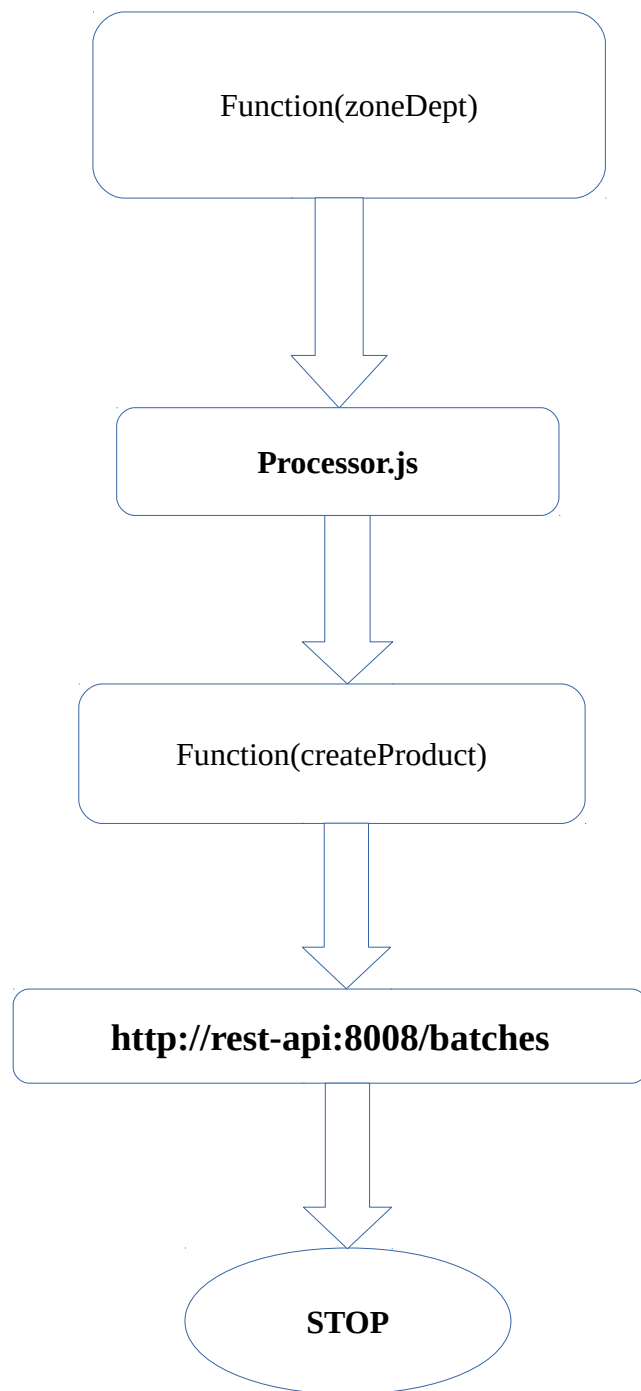 Function(zoneDept)
Processor.js
Function(createProduct)
http://rest-api:8008/batches
STOP